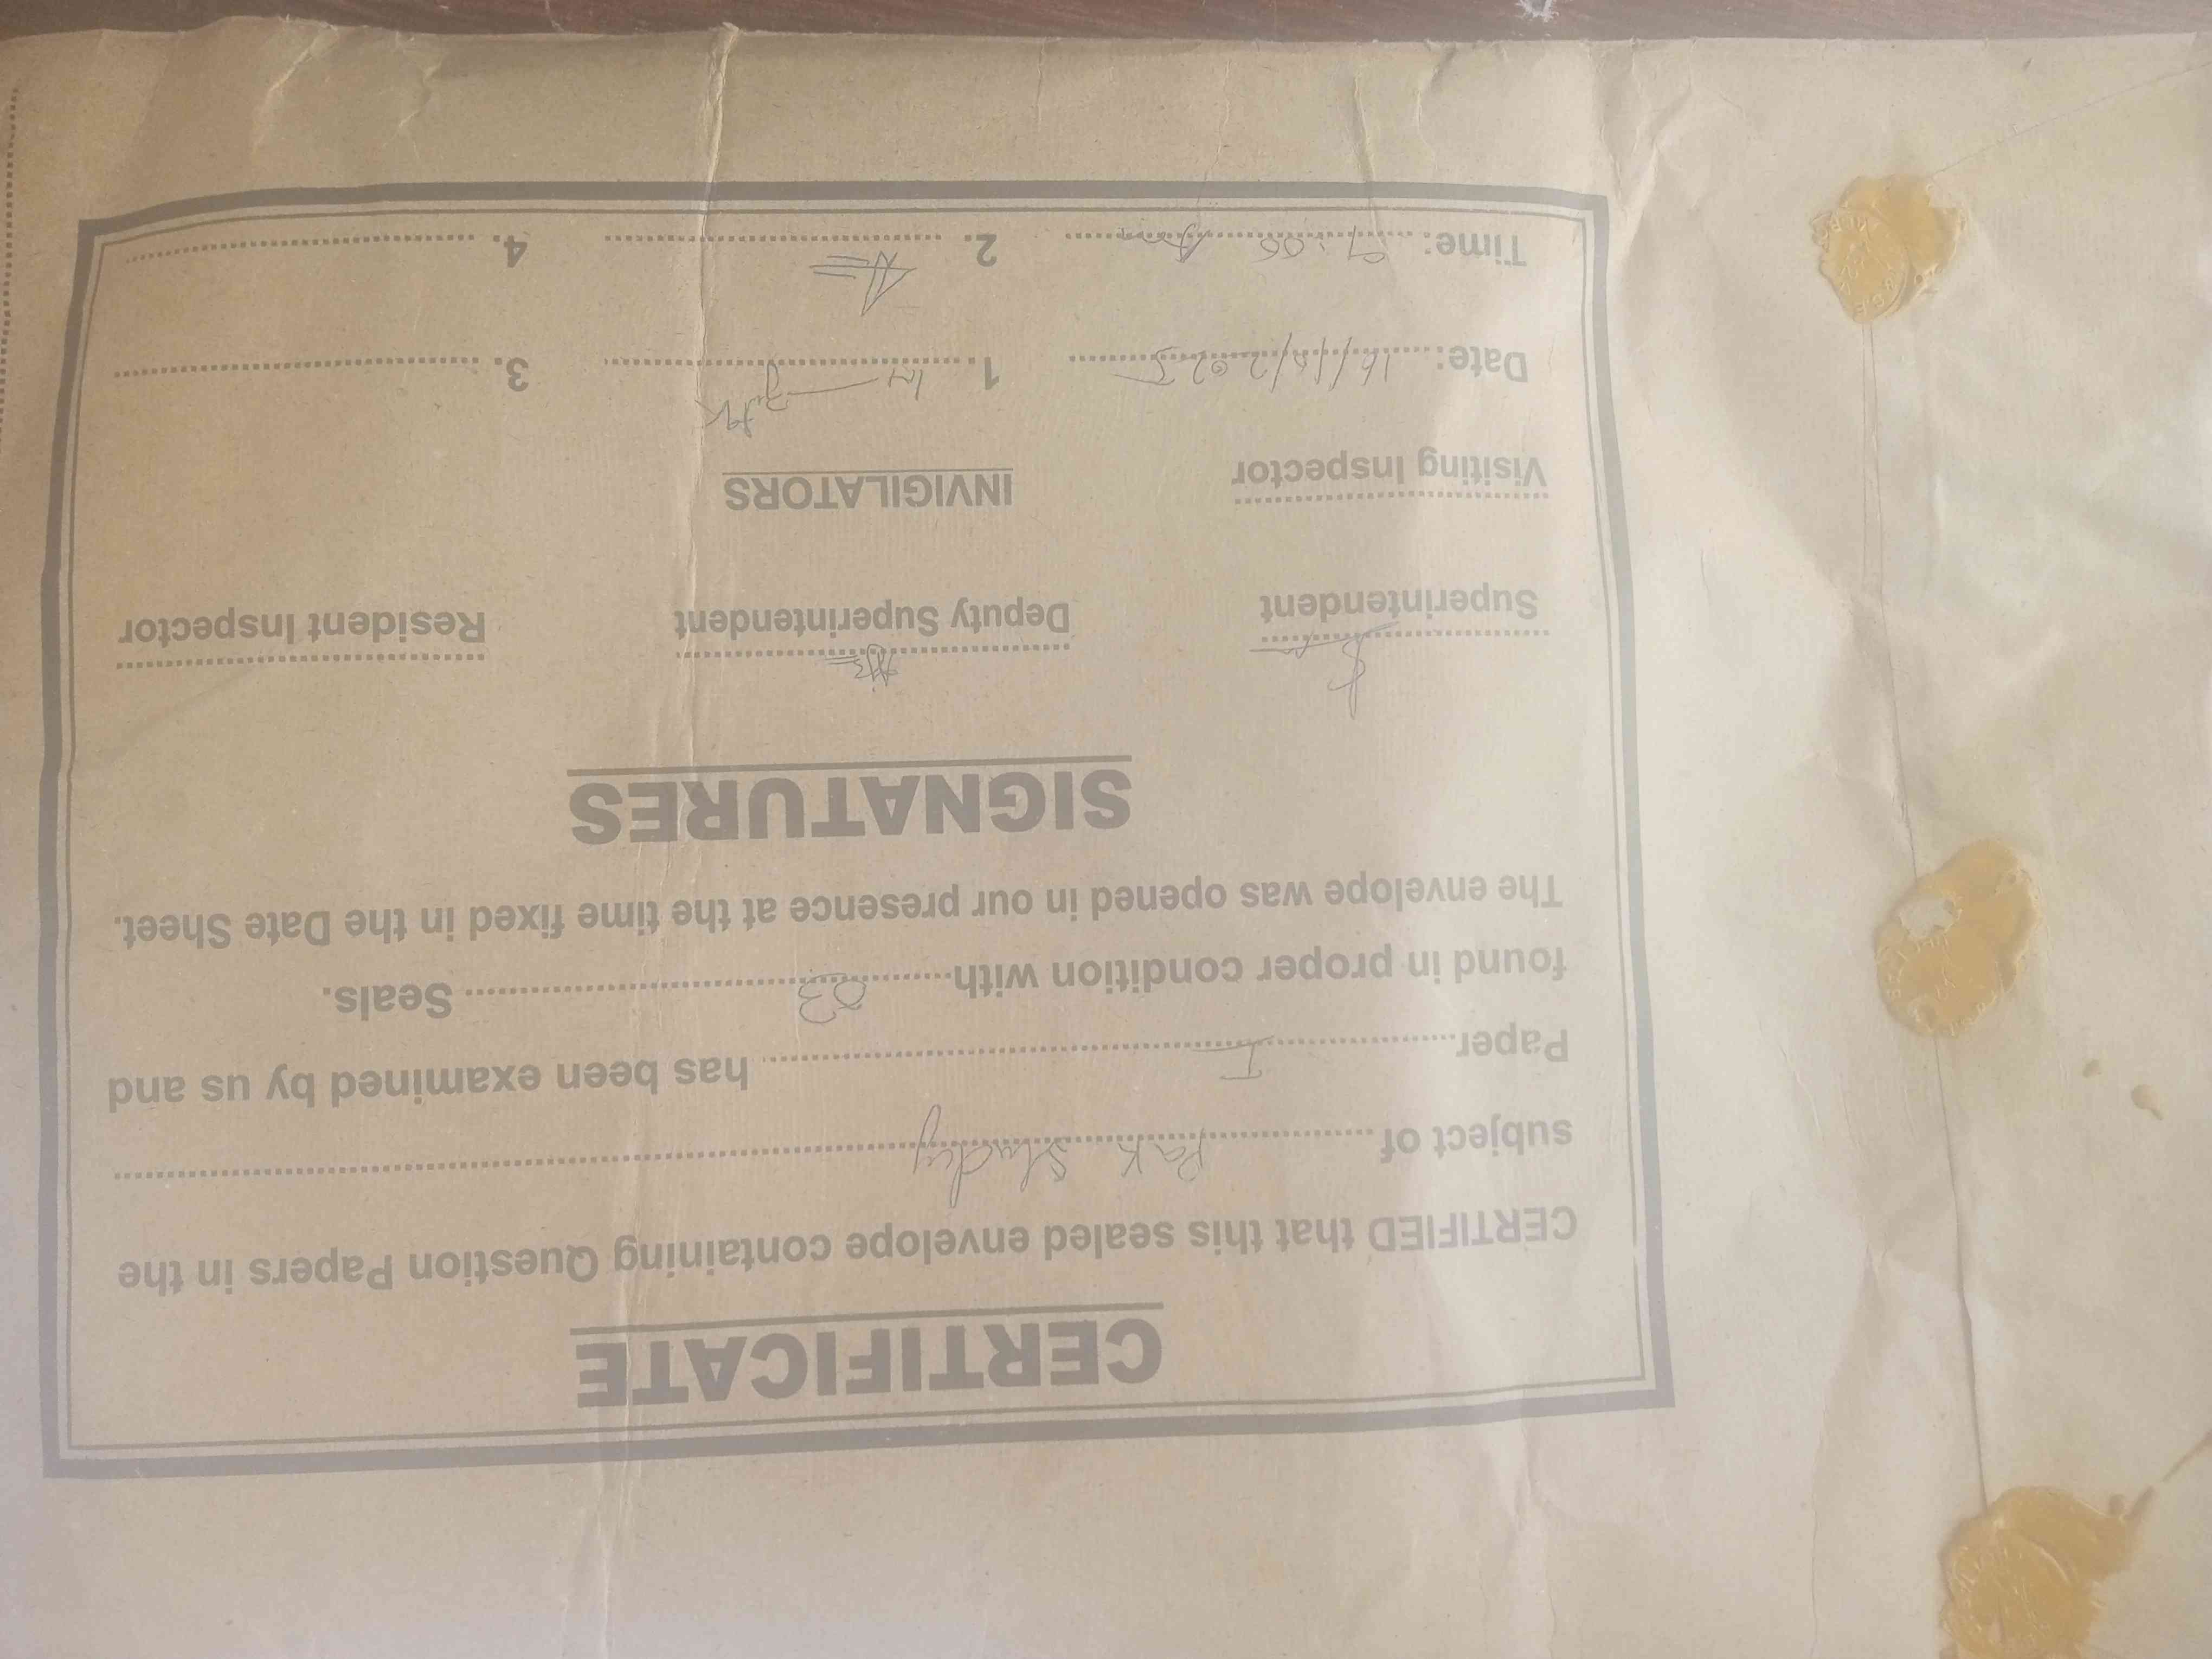 CERTIFICATE
CERTIFIED that this sealed envelope containing Question Papers in the
subject of Pak Study
Paper I has been examined by us and
found in proper condition with 03 Seals.
The envelope was opened in our presence at the time fixed in the Date Sheet.
SIGNATURES
Superintendent Deputy Superintendent Resident Inspector
Visiting Inspector INVIGILATORS
Date: 1. 3.
Time: 9:00 2. 4.